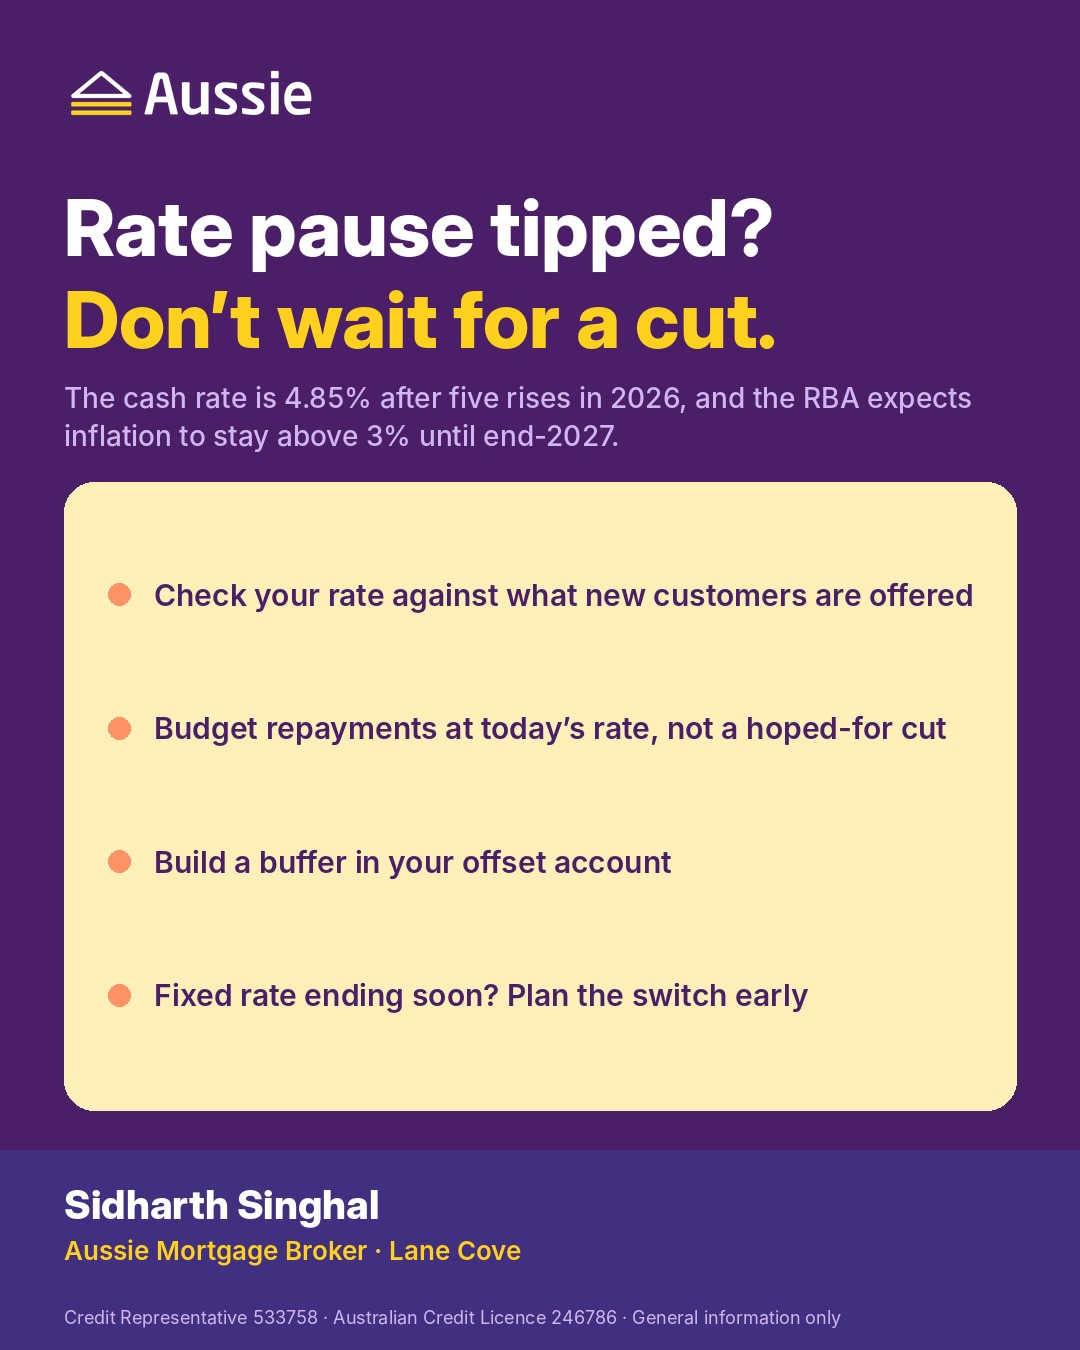 Aussie
Rate pause tipped?
Don’t wait for a cut.
The cash rate is 4.85% after five rises in 2026, and the RBA expects
inflation to stay above 3% until end-2027.
Check your rate against what new customers are offered
Budget repayments at today’s rate, not a hoped-for cut
Build a buffer in your offset account
Fixed rate ending soon? Plan the switch early
Sidharth Singhal
Aussie Mortgage Broker · Lane Cove
Credit Representative 533758 · Australian Credit Licence 246786 · General information only